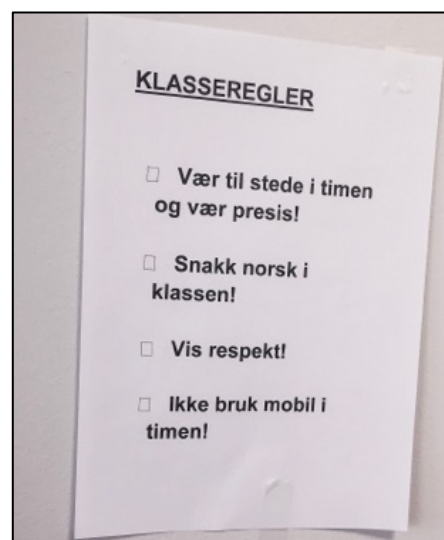 KLASSEREGLER
□ Vær til stede i timen
og vær presis!
□ Snakk norsk i
klassen!
□ Vis respekt!
□ Ikke bruk mobil i
timen!